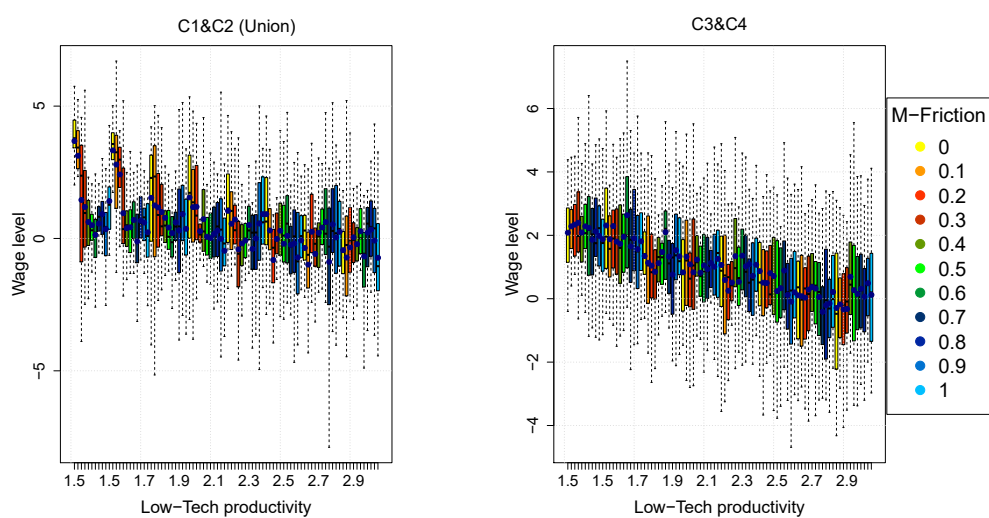 C1&C2 (Union)
Wage level
5
0
−5
1.5 1.5 1.7 1.9 2.1 2.3 2.5 2.7 2.9
Low−Tech productivity
C3&C4
Wage level
6
4
2
0
−2
−4
1.5 1.5 1.7 1.9 2.1 2.3 2.5 2.7 2.9
Low−Tech productivity
M−Friction
0
0.1
0.2
0.3
0.4
0.5
0.6
0.7
0.8
0.9
1